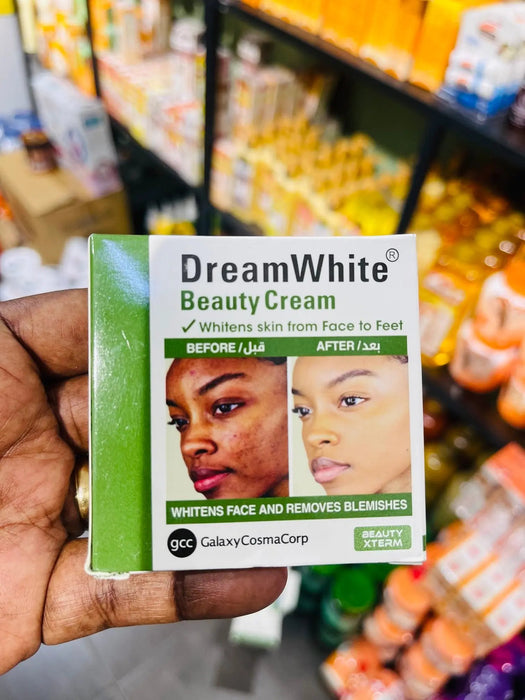 DreamWhite®
Beauty Cream
✓ Whitens skin from Face to Feet
BEFORE / قبل
AFTER / بعد
WHITENS FACE AND REMOVES BLEMISHES
gcc GalaxyCosmaCorp
BEAUTY
XTERM